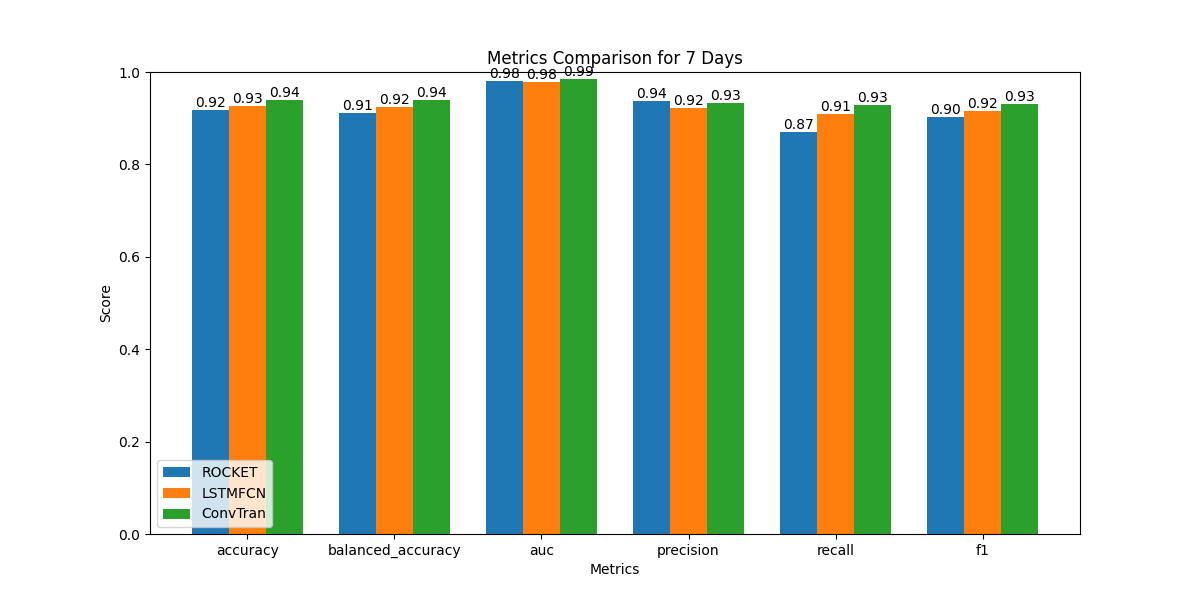 Metrics Comparison for 7 Days
1.0
0.8
0.6
0.4
0.2
0.0
Score
0.92 0.93 0.94
0.91 0.92 0.94
0.98 0.98 0.99
0.94 0.92 0.93
0.87 0.91 0.93
0.90 0.92 0.93
ROCKET
LSTMFCN
ConvTran
accuracy balanced_accuracy auc precision recall f1
Metrics